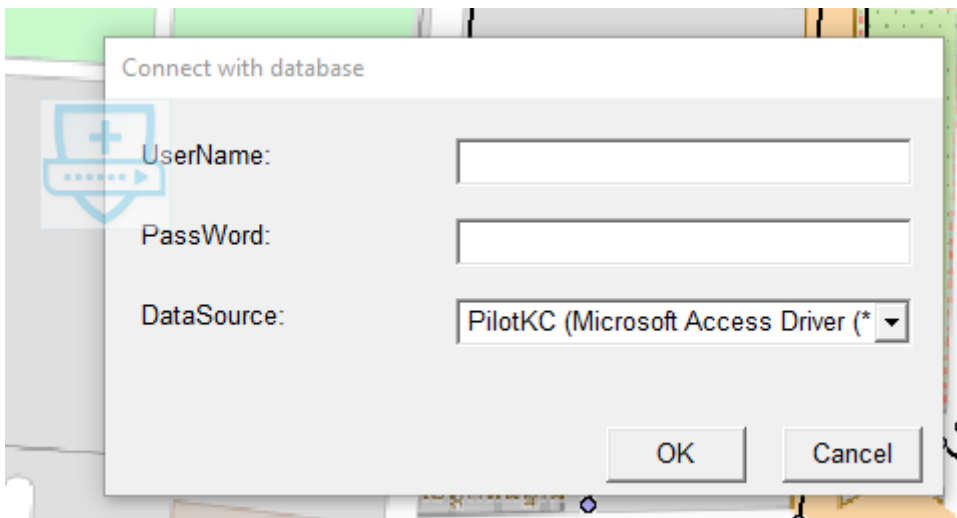 Connect with database
UserName:
PassWord:
DataSource:
PilotKC (Microsoft Access Driver (*
OK
Cancel